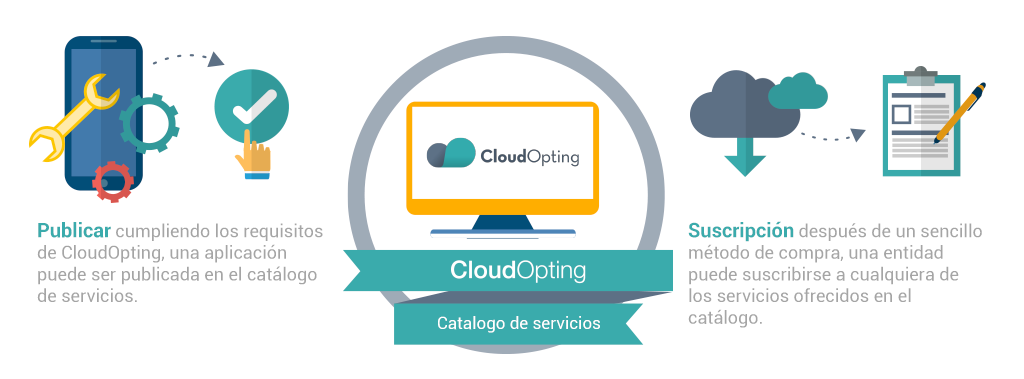 Publicar cumpliendo los requisitos
de CloudOpting, una aplicación
puede ser publicada en el catálogo
de servicios.
CloudOpting
CloudOpting
Catalogo de servicios
Suscripción después de un sencillo
método de compra, una entidad
puede suscribirse a cualquiera de
los servicios ofrecidos en el
catálogo.